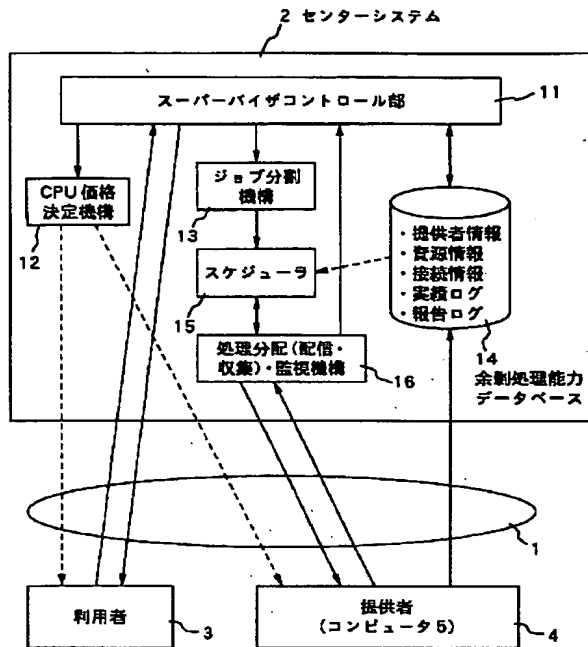 2 センターシステム
スーパーバイザコントロール部
11
CPU 価格
決定機構
12
ジョブ分割
機構
13
スケジューラ
15
処理分配(配信・
収集)・監視機構
16
・提供者情報
・資源情報
・接続情報
・実績ログ
・報告ログ
14
余剰処理能力
データベース
1
利用者
3
提供者
(コンピュータ5)
4